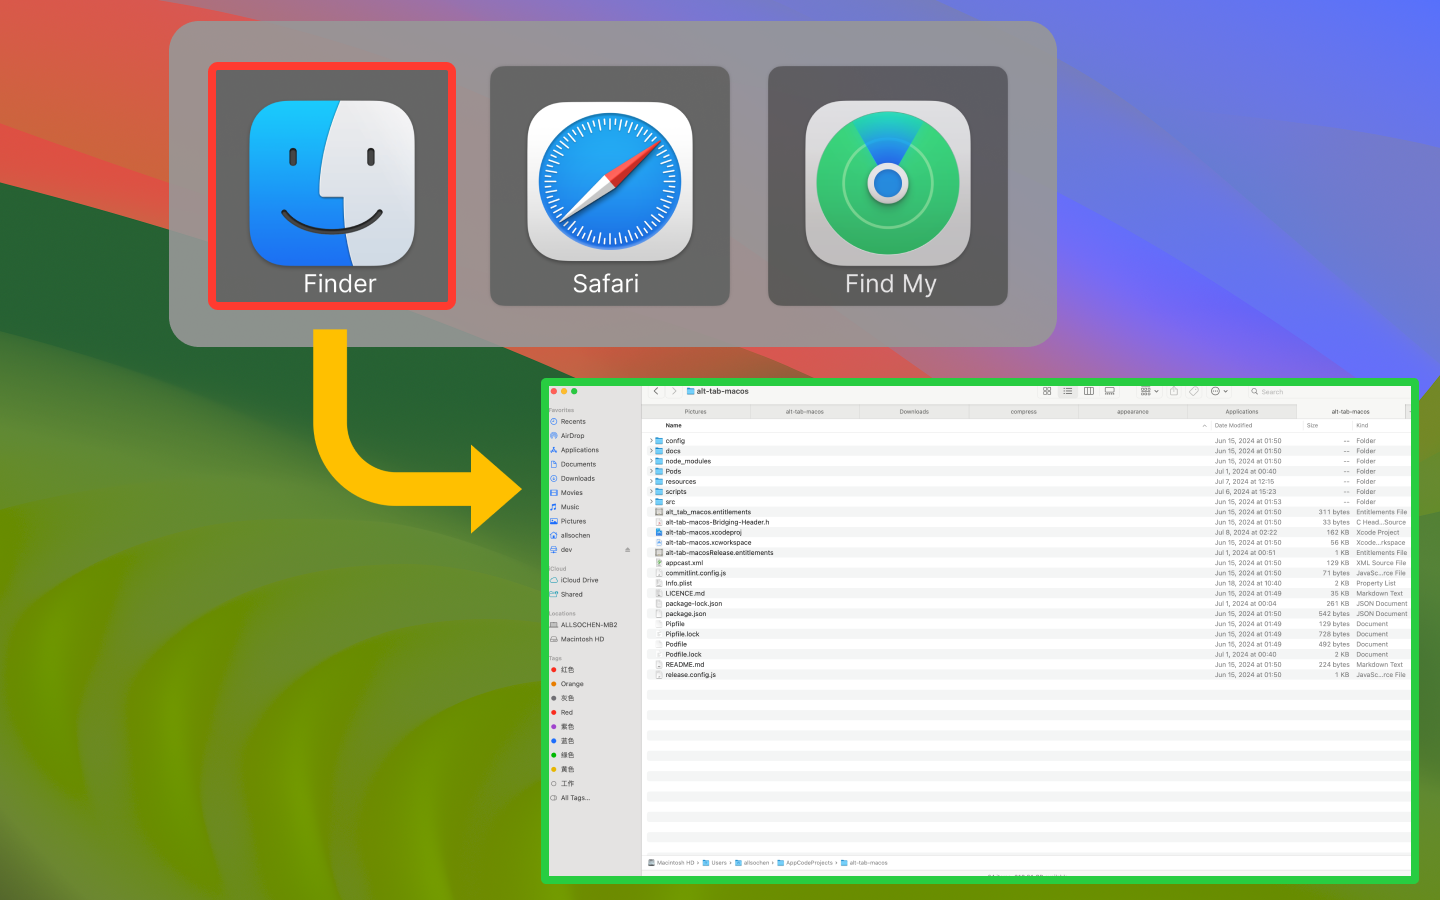 Finder
Safari
Find My
alt-tab-macos
Search
Pictures
alt-tab-macos
Downloads
compress
appearance
Applications
alt-tab-macos
Favorites
Recents
AirDrop
Applications
Documents
Downloads
Movies
Music
Pictures
allsochen
dev
iCloud
iCloud Drive
Shared
Locations
ALLSOCHEN-MB2
Macintosh HD
Tags
红色
Orange
灰色
Red
紫色
蓝色
绿色
黄色
工作
All Tags...
Name Date Modified Size Kind
config Jun 15, 2024 at 01:50 -- Folder
docs Jun 15, 2024 at 01:50 -- Folder
node_modules Jun 15, 2024 at 01:50 -- Folder
Pods Jul 1, 2024 at 00:40 -- Folder
resources Jul 7, 2024 at 12:15 -- Folder
scripts Jul 6, 2024 at 15:23 -- Folder
src Jun 15, 2024 at 01:53 -- Folder
alt_tab_macos.entitlements Jun 15, 2024 at 01:50 311 bytes Entitlements File
alt-tab-macos-Bridging-Header.h Jun 15, 2024 at 01:50 33 bytes C Head...Source
alt-tab-macos.xcodeproj Jul 8, 2024 at 02:22 162 KB Xcode Project
alt-tab-macos.xcworkspace Jun 15, 2024 at 01:50 56 KB Xcode...rkspace
alt-tab-macosRelease.entitlements Jul 1, 2024 at 00:51 1 KB Entitlements File
appcast.xml Jun 15, 2024 at 01:50 129 KB XML Source File
commitlint.config.js Jun 15, 2024 at 01:50 71 bytes JavaSc...rce File
Info.plist Jun 18, 2024 at 10:40 2 KB Property List
LICENCE.md Jun 15, 2024 at 01:49 35 KB Markdown Text
package-lock.json Jul 1, 2024 at 00:04 261 KB JSON Document
package.json Jun 15, 2024 at 01:50 542 bytes JSON Document
Pipfile Jun 15, 2024 at 01:49 129 bytes Document
Pipfile.lock Jun 15, 2024 at 01:49 728 bytes Document
Podfile Jun 15, 2024 at 01:49 492 bytes Document
Podfile.lock Jul 1, 2024 at 00:40 2 KB Document
README.md Jun 15, 2024 at 01:50 224 bytes Markdown Text
release.config.js Jun 15, 2024 at 01:50 1 KB JavaSc...rce File
Macintosh HD › Users › allsochen › AppCodeProjects › alt-tab-macos